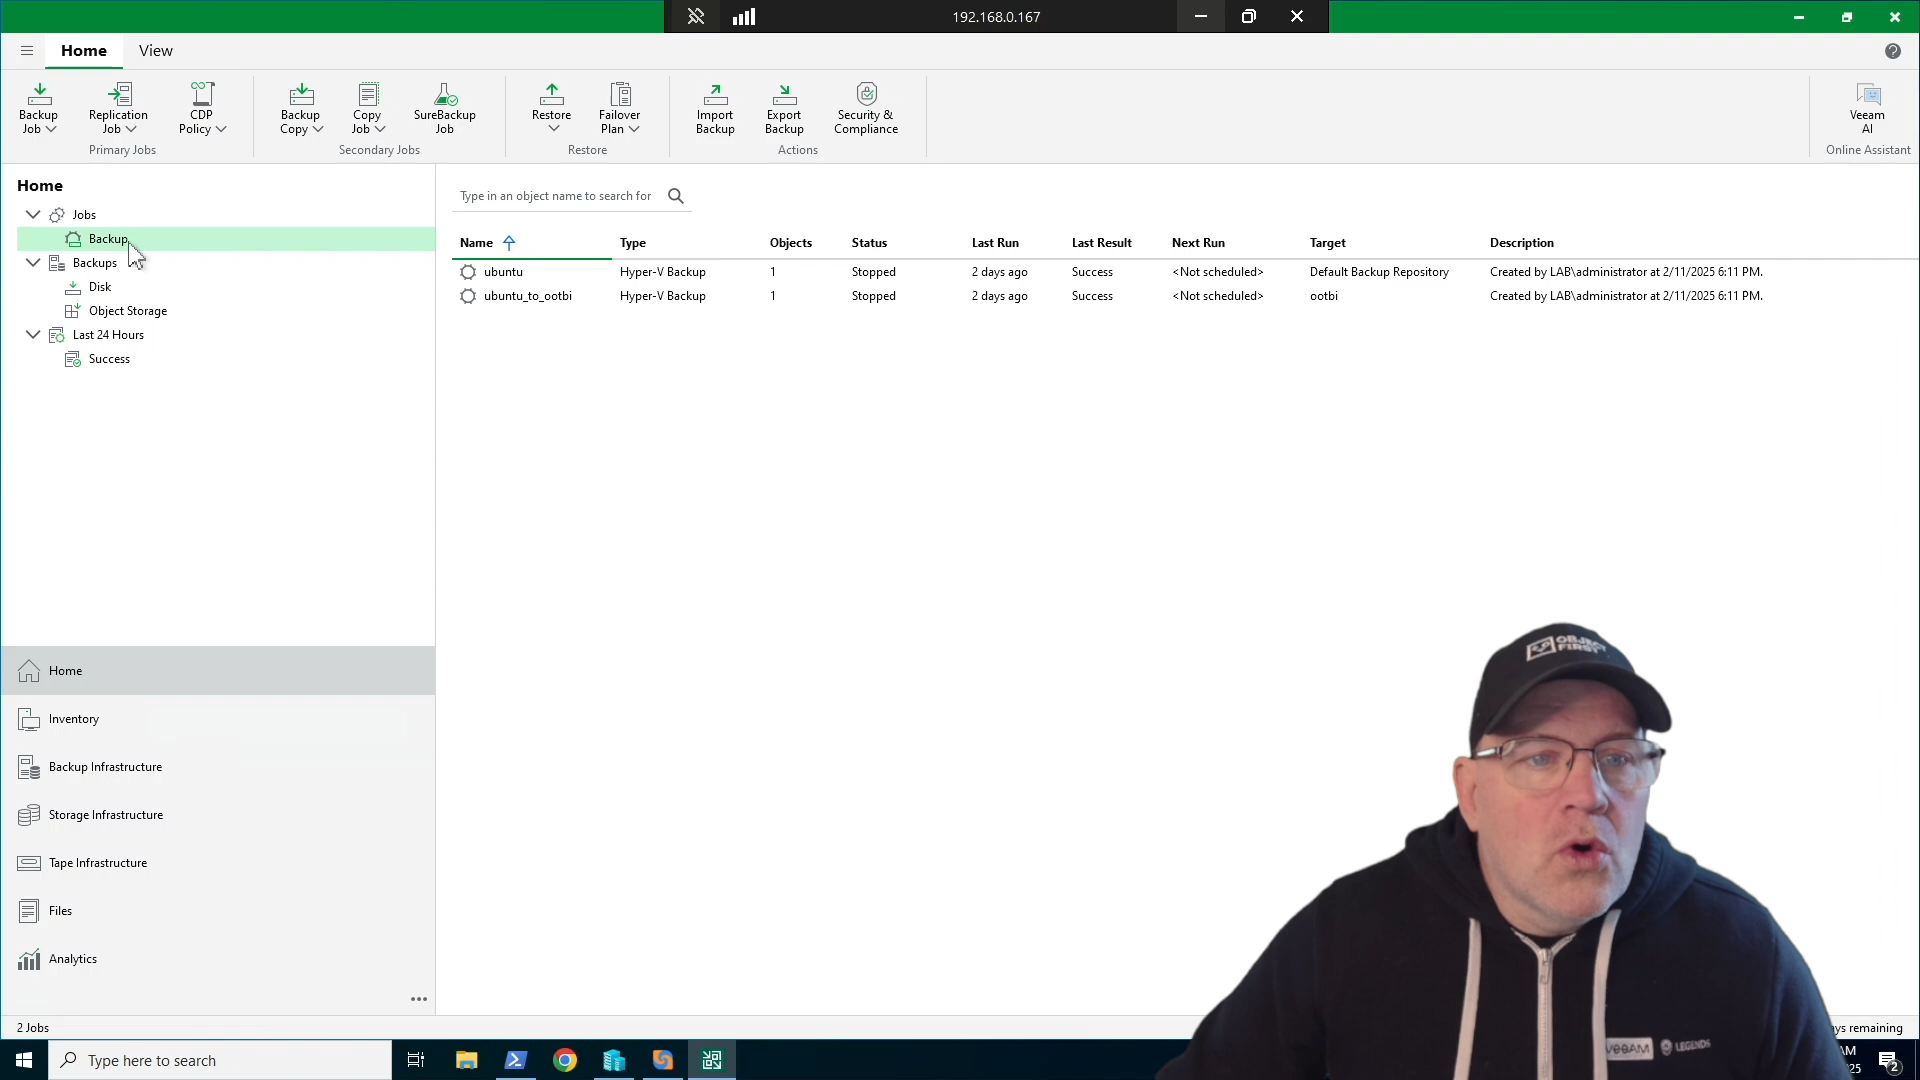 192.168.0.167
Home View
Backup Job
Replication Job
CDP Policy
Primary Jobs
Backup Copy
Copy Job
SureBackup Job
Secondary Jobs
Restore
Failover Plan
Restore
Import Backup
Export Backup
Security & Compliance
Actions
Veeam AI
Online Assistant
Home
Jobs
Backup
Backups
Disk
Object Storage
Last 24 Hours
Success
Type in an object name to search for
Name Type Objects Status Last Run Last Result Next Run Target Description
ubuntu Hyper-V Backup 1 Stopped 2 days ago Success <Not scheduled> Default Backup Repository Created by LAB\administrator at 2/11/2025 6:11 PM.
ubuntu_to_ootbi Hyper-V Backup 1 Stopped 2 days ago Success <Not scheduled> ootbi Created by LAB\administrator at 2/11/2025 6:11 PM.
Home
Inventory
Backup Infrastructure
Storage Infrastructure
Tape Infrastructure
Files
Analytics
OBJECT
FIRST
veeam LEGENDS
2 Jobs
remaining
Type here to search
2